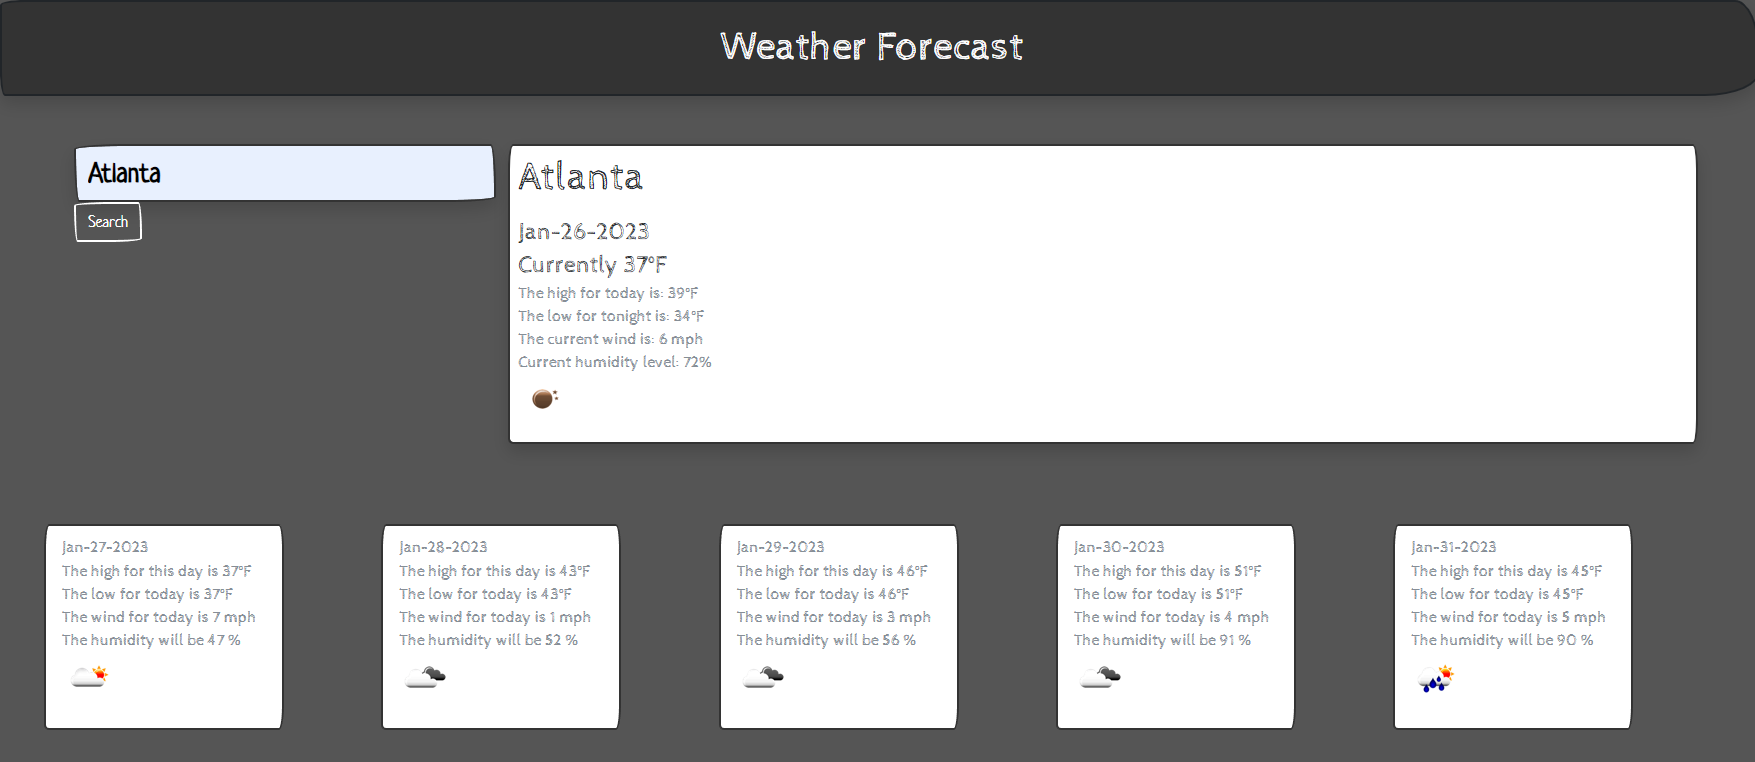 Weather Forecast
Atlanta
Search
Atlanta
Jan-26-2023
Currently 37°F
The high for today is: 39°F
The low for tonight is: 34°F
The current wind is: 6 mph
Current humidity level: 72%
Jan-27-2023
The high for this day is 37°F
The low for today is 37°F
The wind for today is 7 mph
The humidity will be 47 %
Jan-28-2023
The high for this day is 43°F
The low for today is 43°F
The wind for today is 1 mph
The humidity will be 52 %
Jan-29-2023
The high for this day is 46°F
The low for today is 46°F
The wind for today is 3 mph
The humidity will be 56 %
Jan-30-2023
The high for this day is 51°F
The low for today is 51°F
The wind for today is 4 mph
The humidity will be 91 %
Jan-31-2023
The high for this day is 45°F
The low for today is 45°F
The wind for today is 5 mph
The humidity will be 90 %